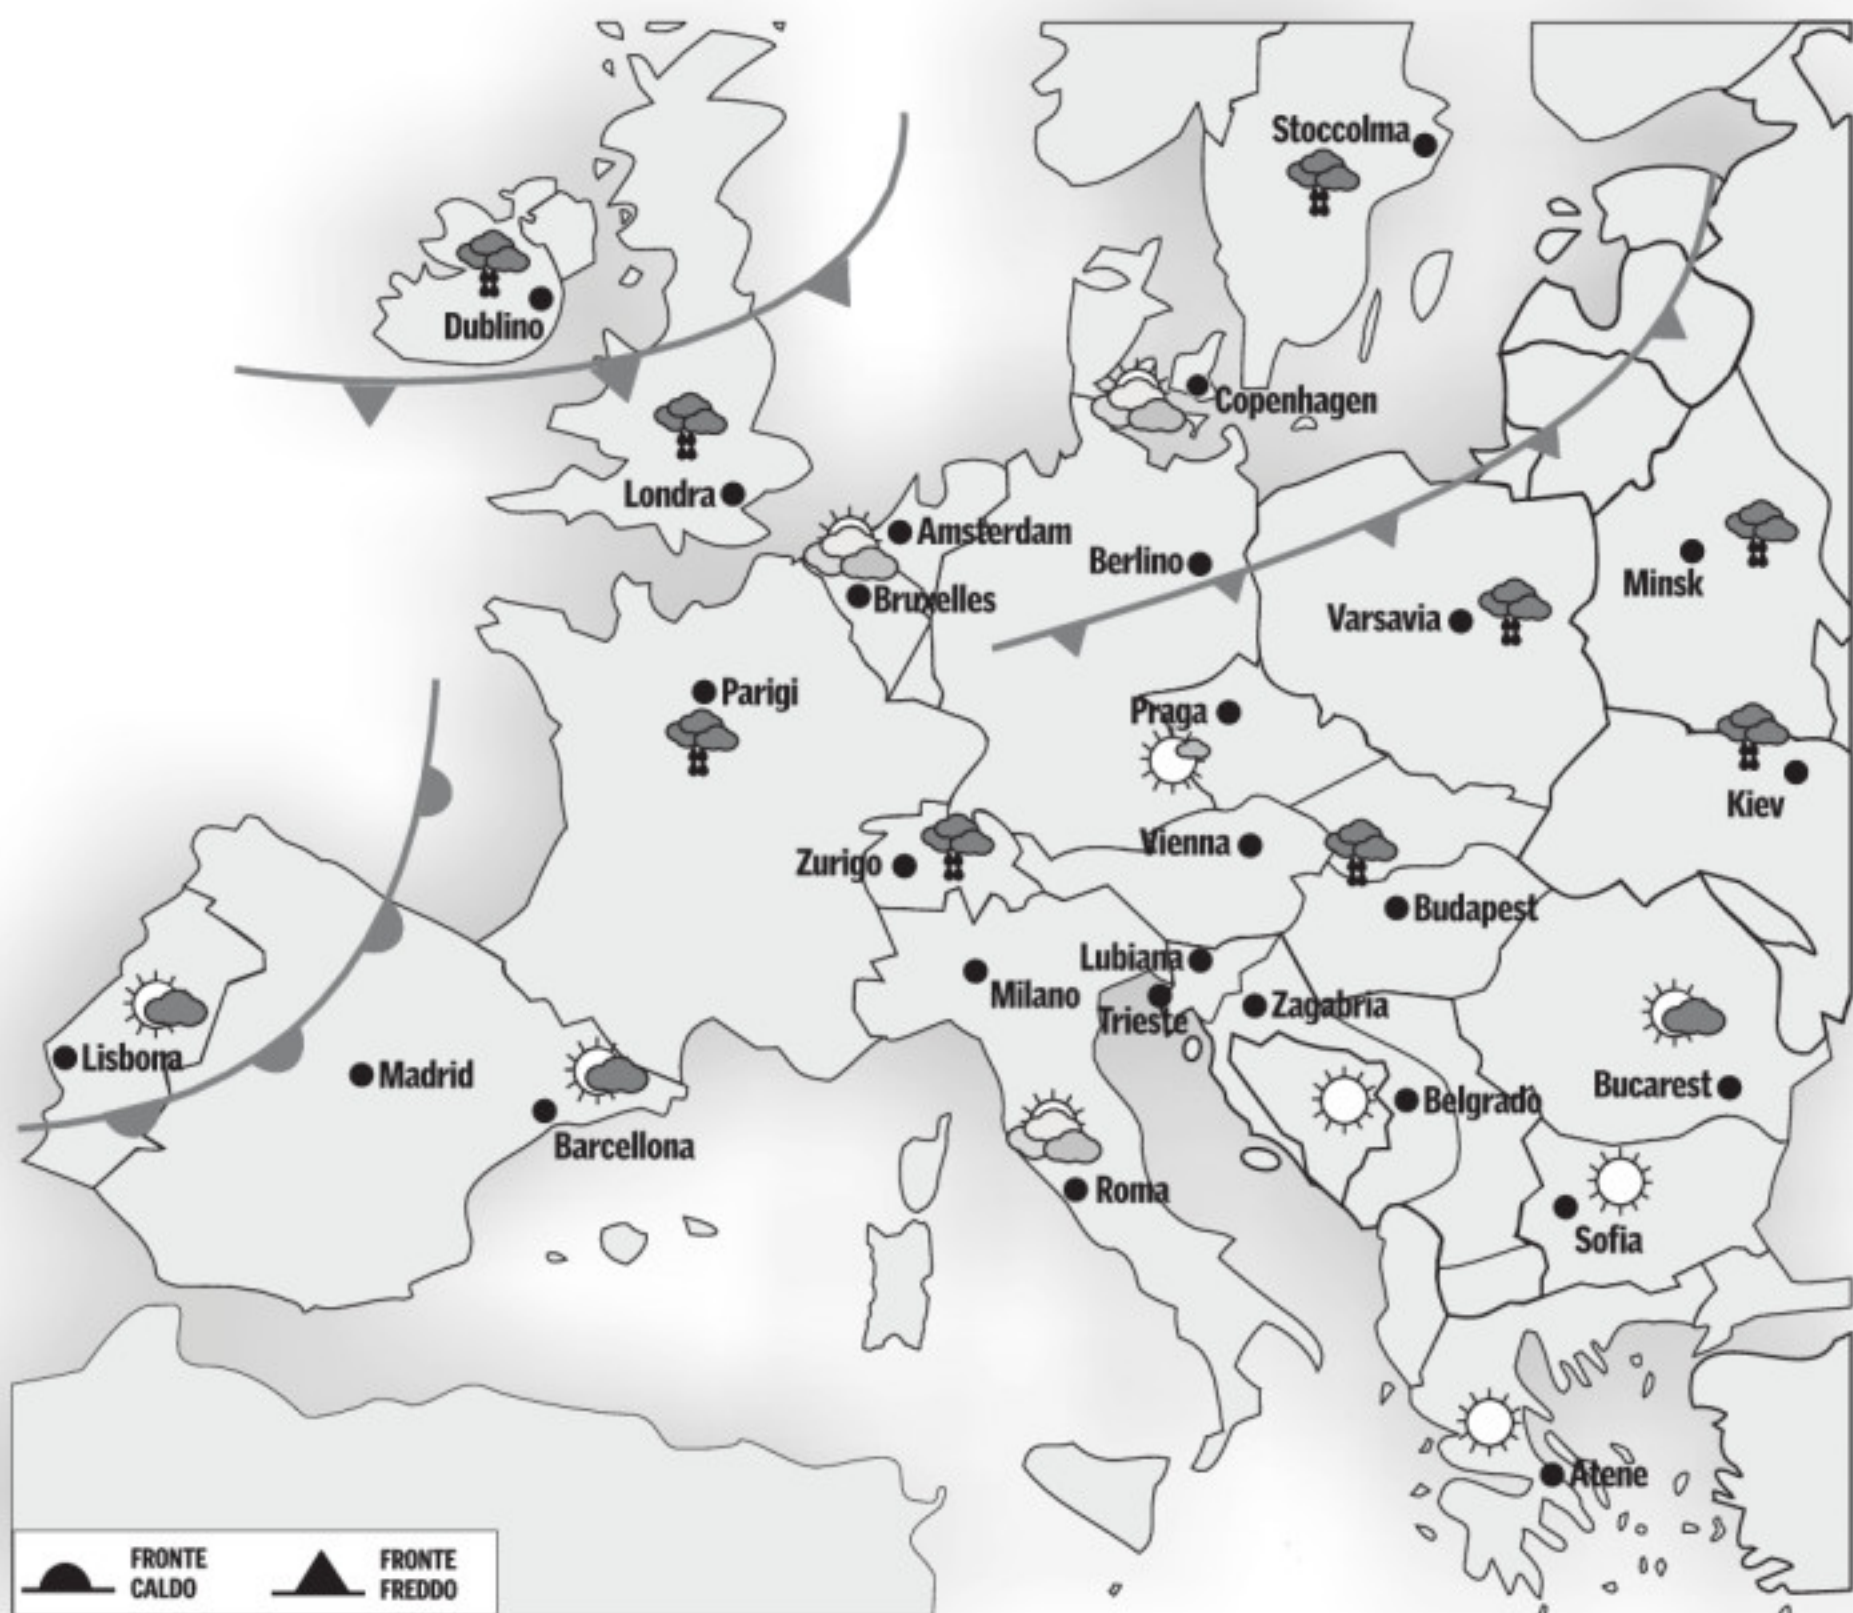 Stoccolma
Dublino
Copenhagen
Londra
Amsterdam
Berlino
Bruxelles
Minsk
Varsavia
Parigi
Praga
Kiev
Vienna
Zurigo
Budapest
Lubiana
Milano
Zagabria
Trieste
Lisbona
Madrid
Bucarest
Belgrado
Barcellona
Roma
Sofia
Atene
FRONTE
CALDO
FRONTE
FREDDO